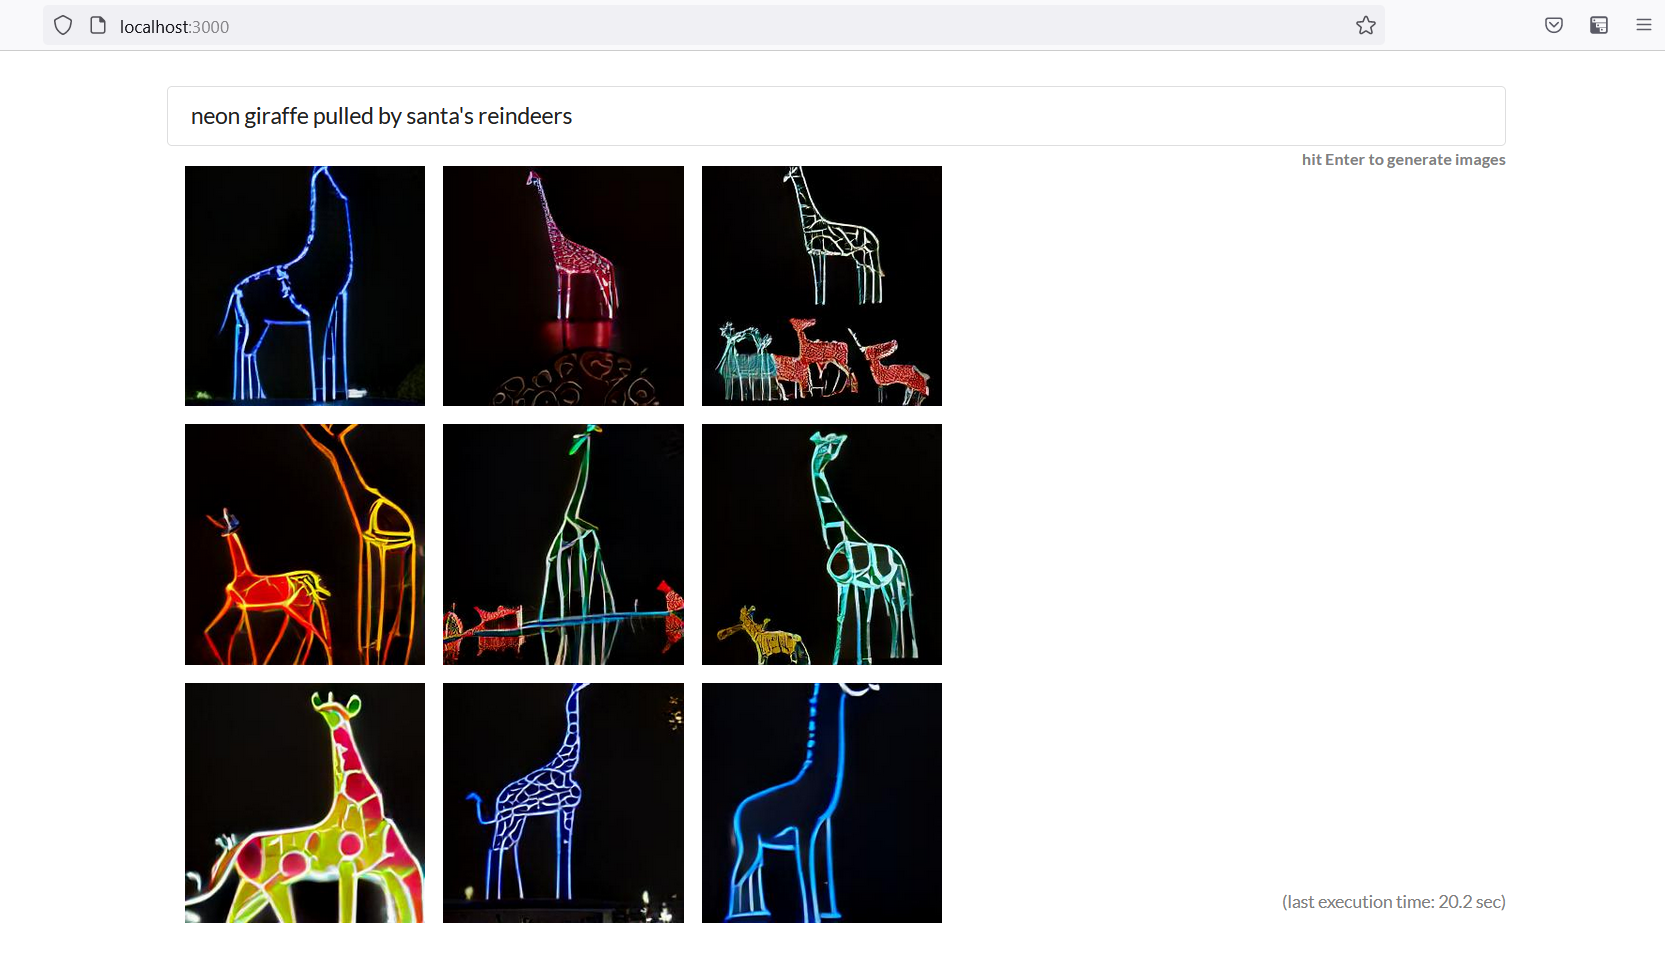 localhost:3000
neon giraffe pulled by santa's reindeers
hit Enter to generate images
(last execution time: 20.2 sec)